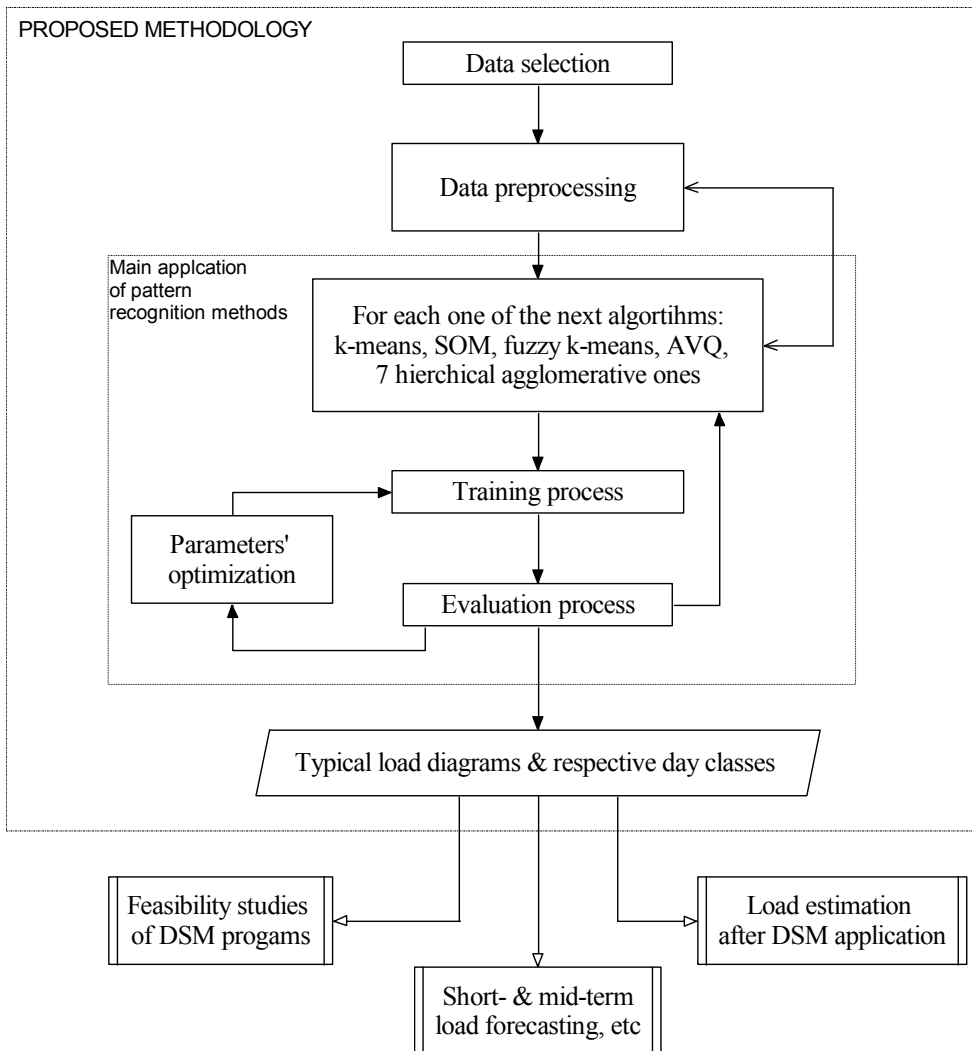 PROPOSED METHODOLOGY
Data selection
Data preprocessing
Main applcation
of pattern
recognition methods
For each one of the next algortihms:
k-means, SOM, fuzzy k-means, AVQ,
7 hierchical agglomerative ones
Training process
Parameters'
optimization
Evaluation process
Typical load diagrams & respective day classes
Feasibility studies
of DSM progams
Load estimation
after DSM application
Short- & mid-term
load forecasting, etc